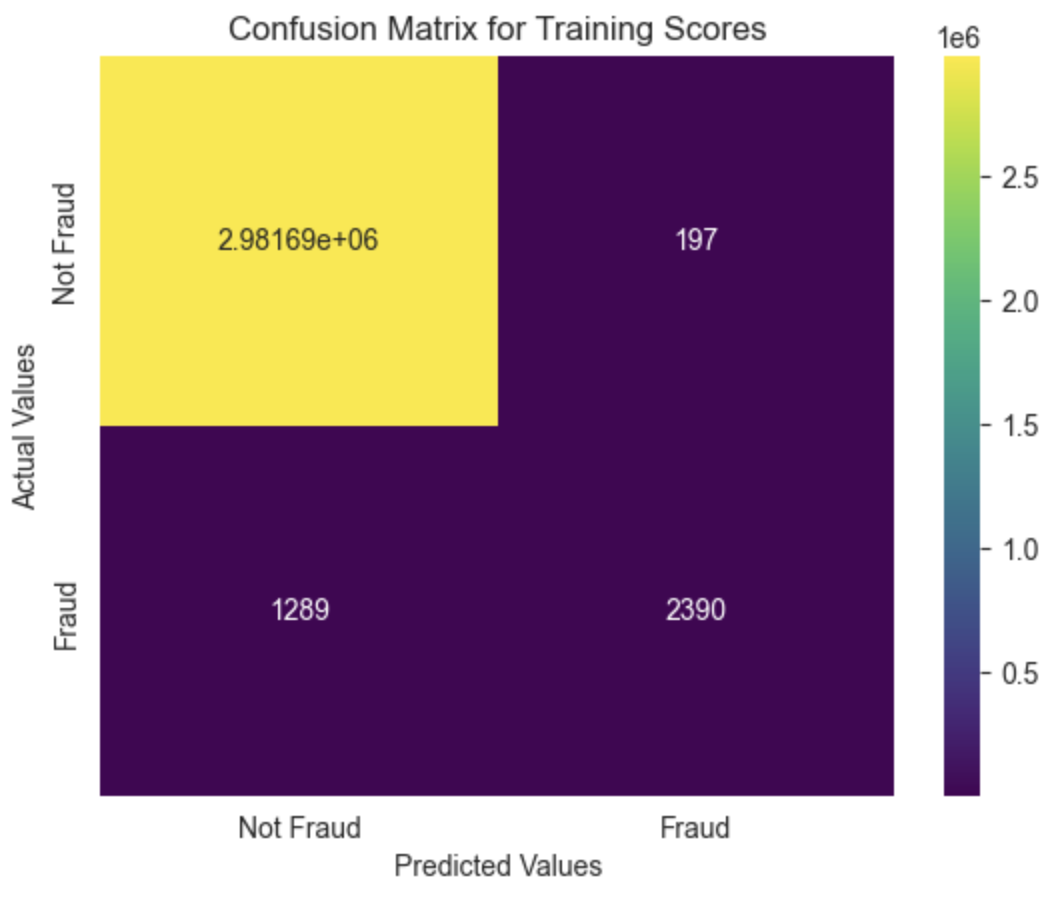 Confusion Matrix for Training Scores
1e6
Not Fraud
2.98169e+06
197
2.5
2.0
Actual Values
1.5
1.0
Fraud
1289
2390
0.5
Not Fraud
Fraud
Predicted Values